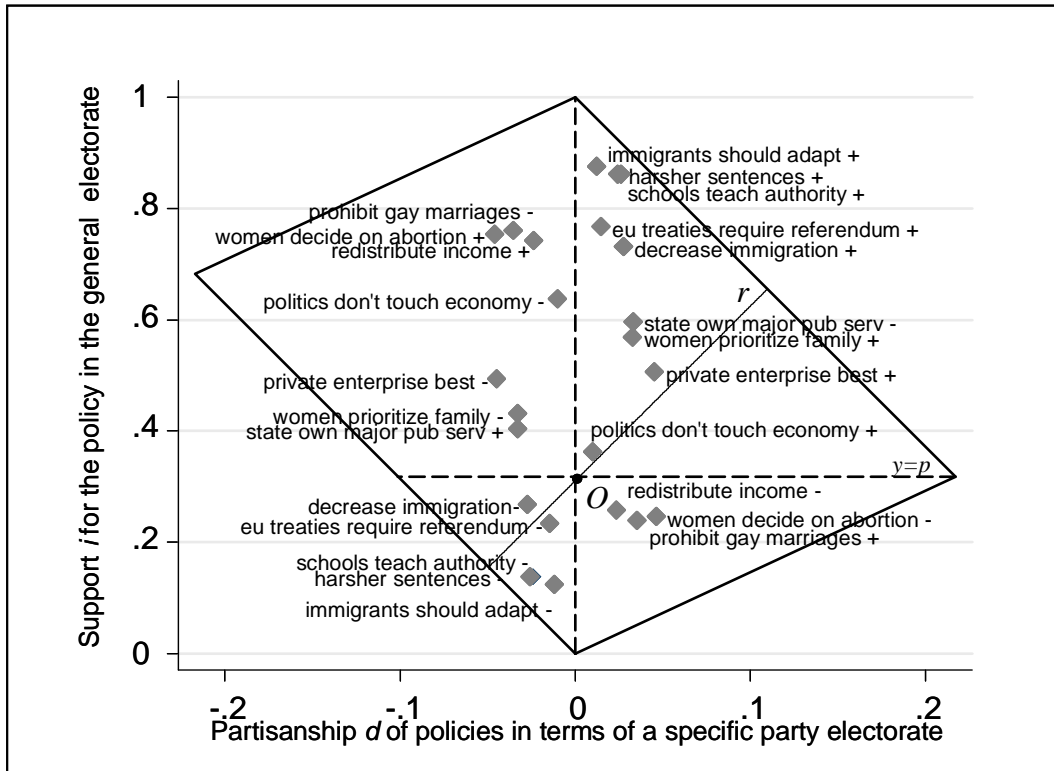 Support i for the policy in the general electorate
1
.8
.6
.4
.2
0
immigrants should adapt +
harsher sentences +
schools teach authority +
prohibit gay marriages -
eu treaties require referendum +
women decide on abortion +
redistribute income +
decrease immigration +
politics don't touch economy -
r
state own major pub serv -
women prioritize family +
private enterprise best -
private enterprise best +
women prioritize family -
state own major pub serv +
politics don't touch economy +
y=p
O
redistribute income -
decrease immigration-
women decide on abortion -
eu treaties require referendum -
prohibit gay marriages +
schools teach authority -
harsher sentences -
immigrants should adapt -
-.2
-.1
0
.1
.2
Partisanship d of policies in terms of a specific party electorate